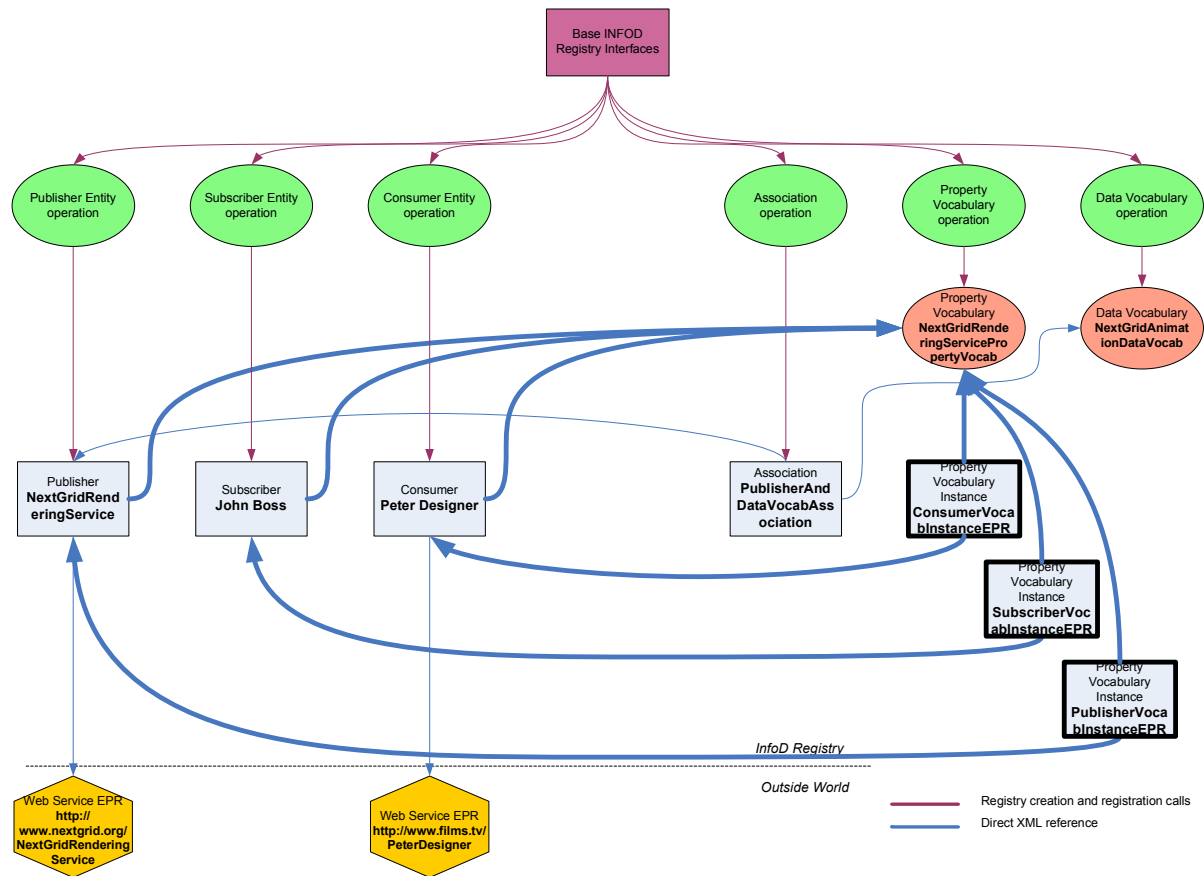 Base INFOD
Registry Interfaces
Publisher Entity
operation
Subscriber Entity
operation
Consumer Entity
operation
Association
operation
Property
Vocabulary
operation
Data Vocabulary
operation
Property
Vocabulary
NextGridRende
ringServicePro
pertyVocab
Data Vocabulary
NextGridAnimat
ionDataVocab
Publisher
NextGridRend
eringService
Subscriber
John Boss
Consumer
Peter Designer
Association
PublisherAnd
DataVocabAss
ociation
Property
Vocabulary
Instance
ConsumerVoca
bInstanceEPR
Property
Vocabulary
Instance
SubscriberVoc
abInstanceEPR
Property
Vocabulary
Instance
PublisherVoca
bInstanceEPR
InfoD Registry
Outside World
Web Service EPR
http://
www.nextgrid.org/
NextGridRendering
Service
Web Service EPR
http://www.films.tv/
PeterDesigner
Registry creation and registration calls
Direct XML reference